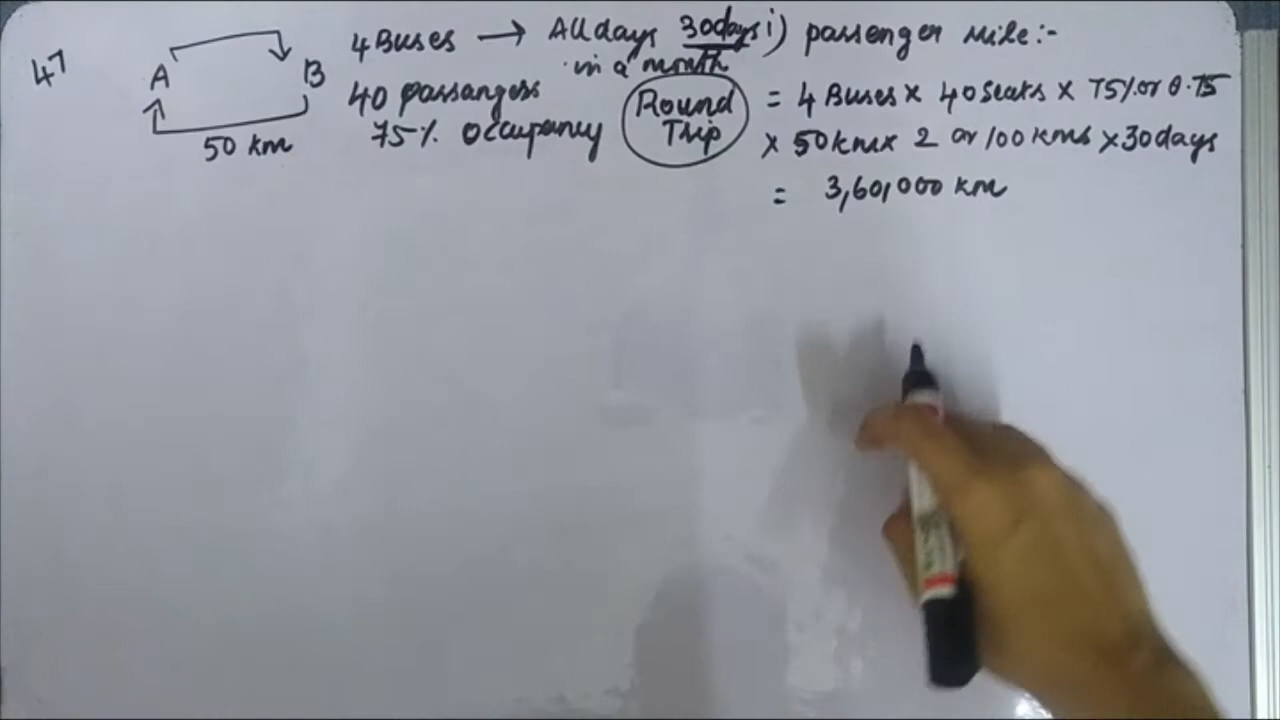 47
A
B
50 km
4 Buses → All days 30days
in a month
40 passangers
75% Occupancy
Round
Trip
i) passenger mile:-
= 4 Buses x 40 Seats x 75% or 0.75
x 50 km x 2 or 100 kms x 30 days
= 3,60,000 km